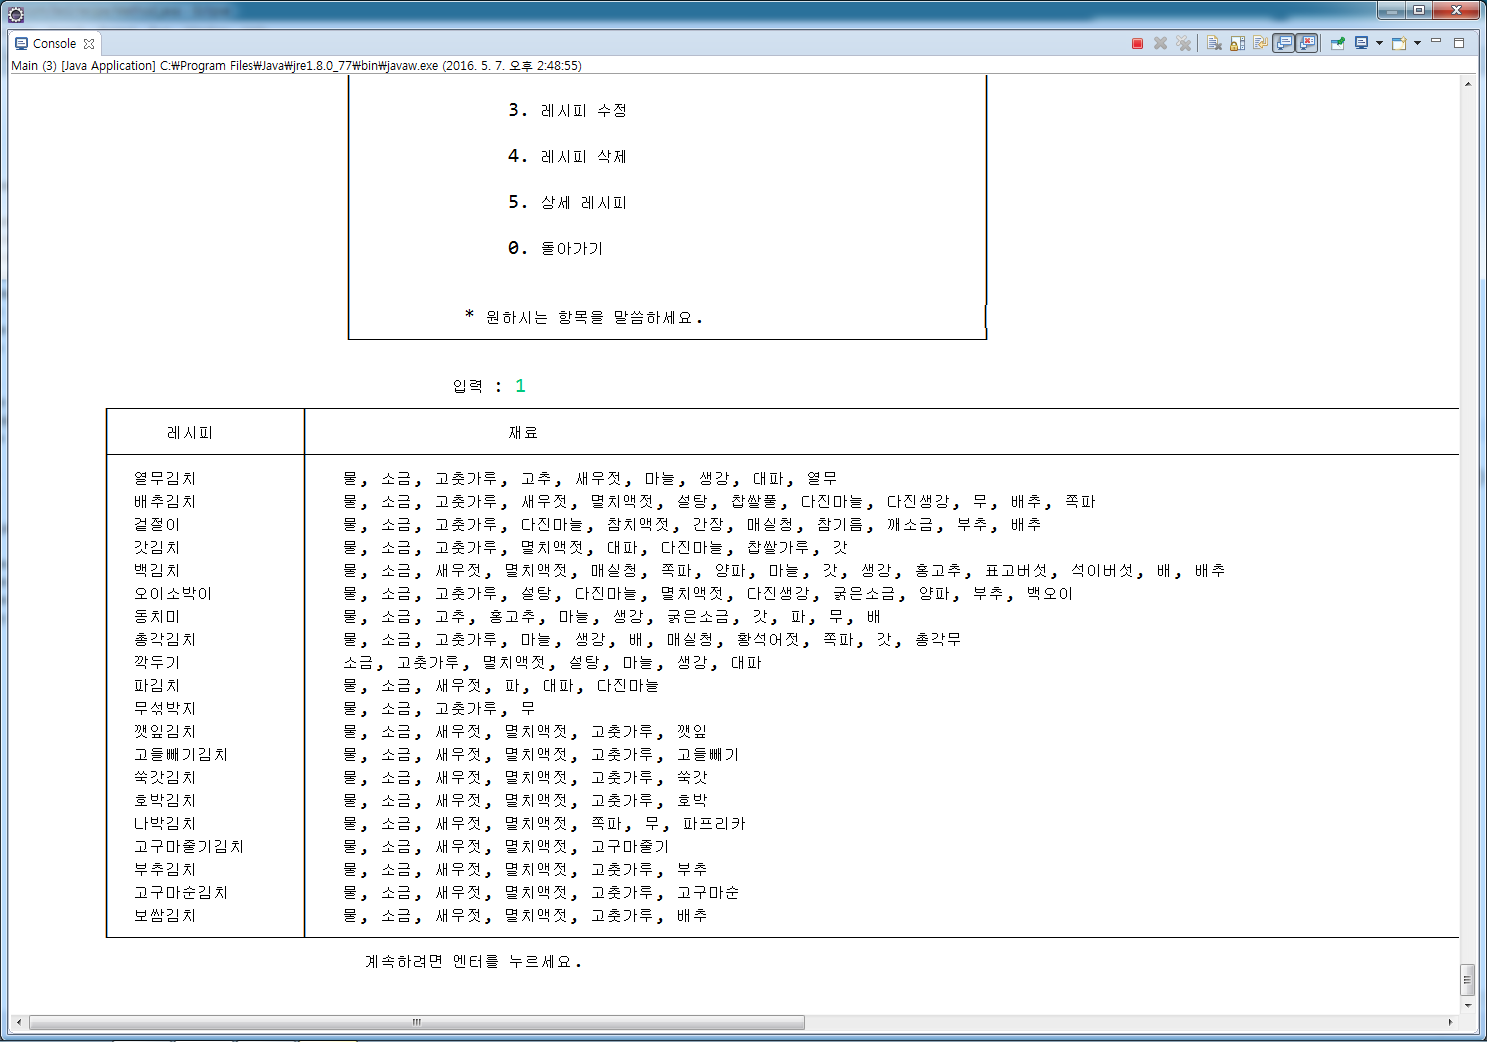 Console
Main (3) [Java Application] C:₩Program Files₩Java₩jre1.8.0_77₩bin₩javaw.exe (2016. 5. 7. 오후 2:48:55)
3. 레시피 수정
4. 레시피 삭제
5. 상세 레시피
0. 돌아가기
* 원하시는 항목을 말씀하세요.
입력 : 1
레시피 재료
열무김치 물, 소금, 고춧가루, 고추, 새우젓, 마늘, 생강, 대파, 열무
배추김치 물, 소금, 고춧가루, 새우젓, 멸치액젓, 설탕, 찹쌀풀, 다진마늘, 다진생강, 무, 배추, 쪽파
겉절이 물, 소금, 고춧가루, 다진마늘, 참치액젓, 간장, 매실청, 참기름, 깨소금, 부추, 배추
갓김치 물, 소금, 고춧가루, 멸치액젓, 대파, 다진마늘, 찹쌀가루, 갓
백김치 물, 소금, 새우젓, 멸치액젓, 매실청, 쪽파, 양파, 마늘, 갓, 생강, 홍고추, 표고버섯, 석이버섯, 배, 배추
오이소박이 물, 소금, 고춧가루, 설탕, 다진마늘, 멸치액젓, 다진생강, 굵은소금, 양파, 부추, 백오이
동치미 물, 소금, 고추, 홍고추, 마늘, 생강, 굵은소금, 갓, 파, 무, 배
총각김치 물, 소금, 고춧가루, 마늘, 생강, 배, 매실청, 황석어젓, 쪽파, 갓, 총각무
깍두기 소금, 고춧가루, 멸치액젓, 설탕, 마늘, 생강, 대파
파김치 물, 소금, 새우젓, 파, 대파, 다진마늘
무섞박지 물, 소금, 고춧가루, 무
깻잎김치 물, 소금, 새우젓, 멸치액젓, 고춧가루, 깻잎
고들빼기김치 물, 소금, 새우젓, 멸치액젓, 고춧가루, 고들빼기
쑥갓김치 물, 소금, 새우젓, 멸치액젓, 고춧가루, 쑥갓
호박김치 물, 소금, 새우젓, 멸치액젓, 고춧가루, 호박
나박김치 물, 소금, 새우젓, 멸치액젓, 쪽파, 무, 파프리카
고구마줄기김치 물, 소금, 새우젓, 멸치액젓, 고구마줄기
부추김치 물, 소금, 새우젓, 멸치액젓, 고춧가루, 부추
고구마순김치 물, 소금, 새우젓, 멸치액젓, 고춧가루, 고구마순
보쌈김치 물, 소금, 새우젓, 멸치액젓, 고춧가루, 배추
계속하려면 엔터를 누르세요.